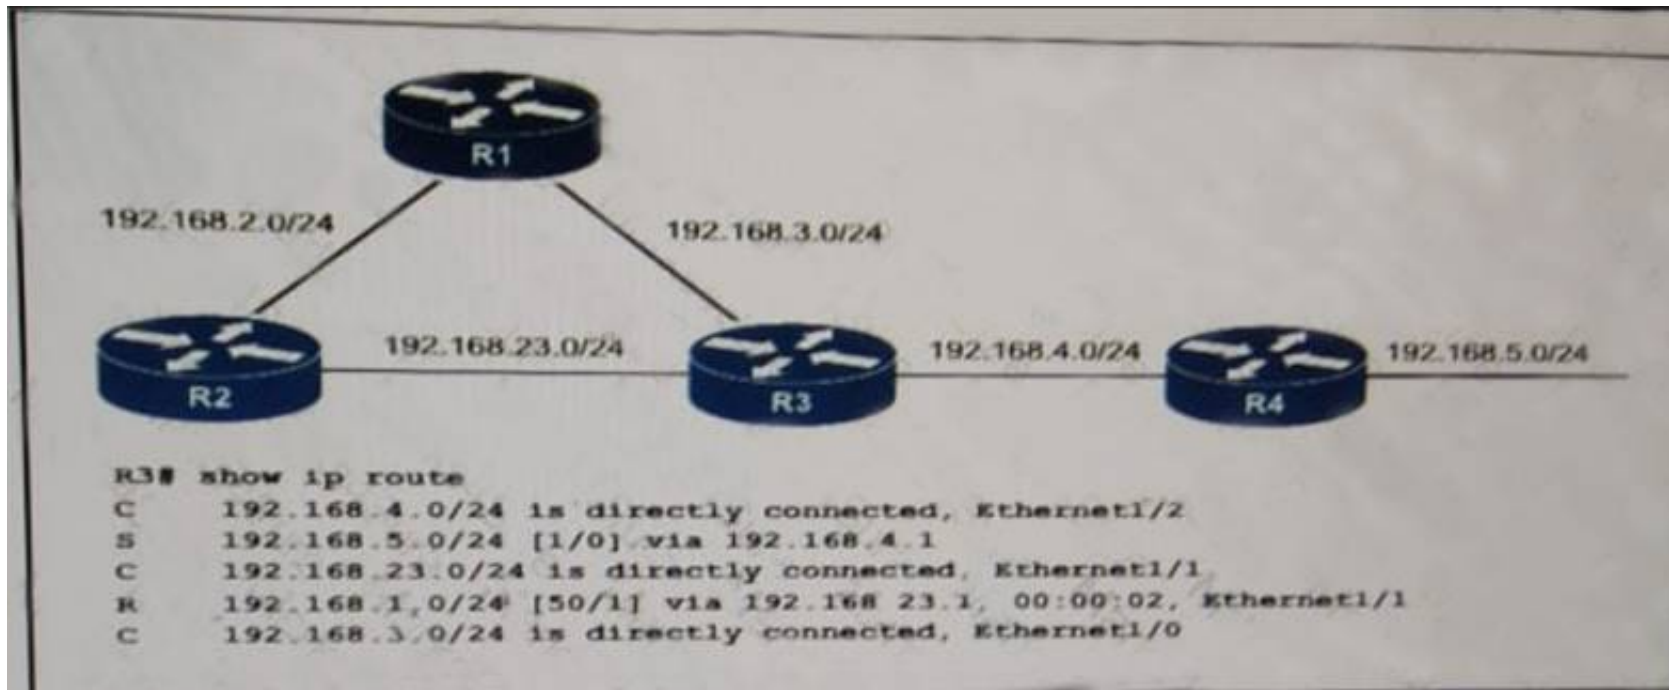 R1
192.168.2.0/24
192.168.3.0/24
192.168.23.0/24
192.168.4.0/24
192.168.5.0/24
R2
R3
R4
R3# show ip route
C 192.168.4.0/24 is directly connected, Ethernet1/2
S 192.168.5.0/24 [1/0] via 192.168.4.1
C 192.168.23.0/24 is directly connected, Ethernet1/1
R 192.168.1,0/24 [50/1] via 192.168 23.1, 00:00:02, Ethernet1/1
C 192.168.3.0/24 is directly connected, Ethernet1/0